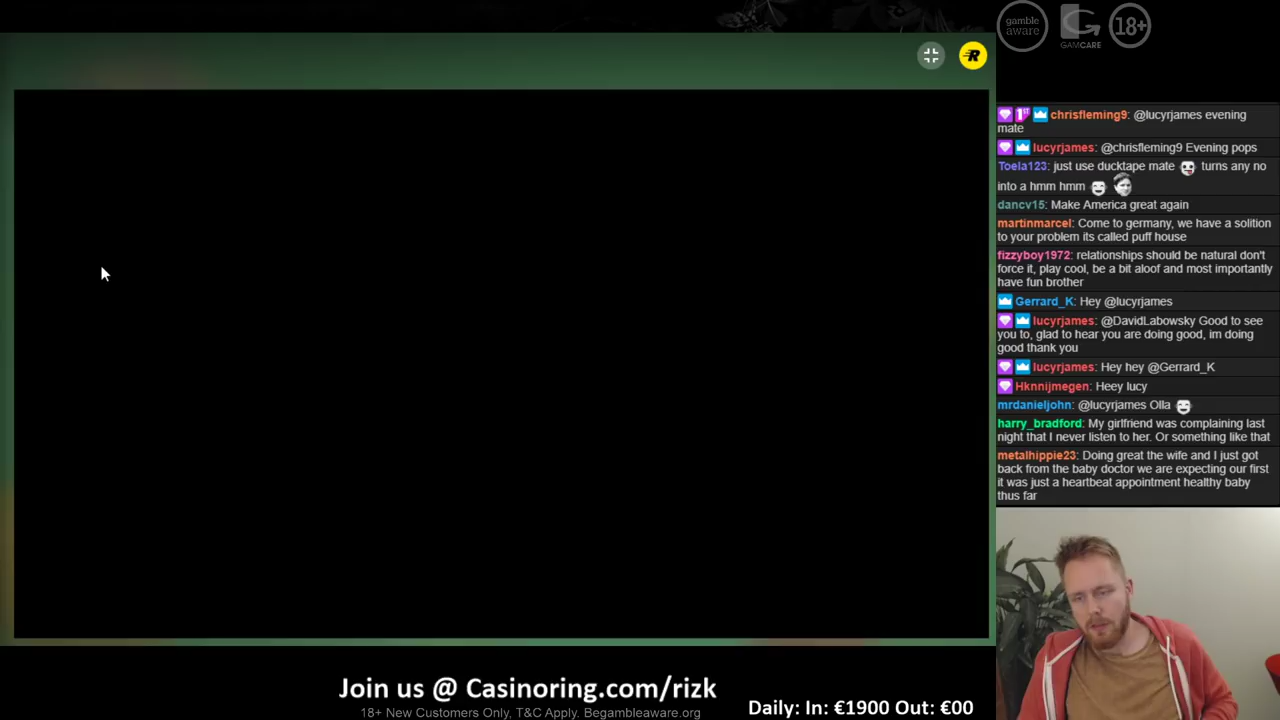 gamble
aware
GAMCARE
18+
R
chrisfleming9: @lucyrjames evening
mate
lucyrjames: @chrisfleming9 Evening pops
Toela123: just use ducktape mate turns any no
into a hmm hmm
dancv15: Make America great again
martinmarcel: Come to germany, we have a solition
to your problem its called puff house
fizzyboy1972: relationships should be natural don't
force it, play cool, be a bit aloof and most importantly
have fun brother
Gerrard_K: Hey @lucyrjames
lucyrjames: @DavidLabowsky Good to see
you to, glad to hear you are doing good, im doing
good thank you
lucyrjames: Hey hey @Gerrard_K
Hknnijmegen: Heey lucy
mrdanieljohn: @lucyrjames Olla
harry_bradford: My girlfriend was complaining last
night that I never listen to her. Or something like that
metalhippie23: Doing great the wife and I just got
back from the baby doctor we are expecting our first
it was just a heartbeat appointment healthy baby
thus far
Join us @ Casinoring.com/rizk
18+ New Customers Only, T&C Apply. Begambleaware.org
Daily: In: €1900 Out: €00